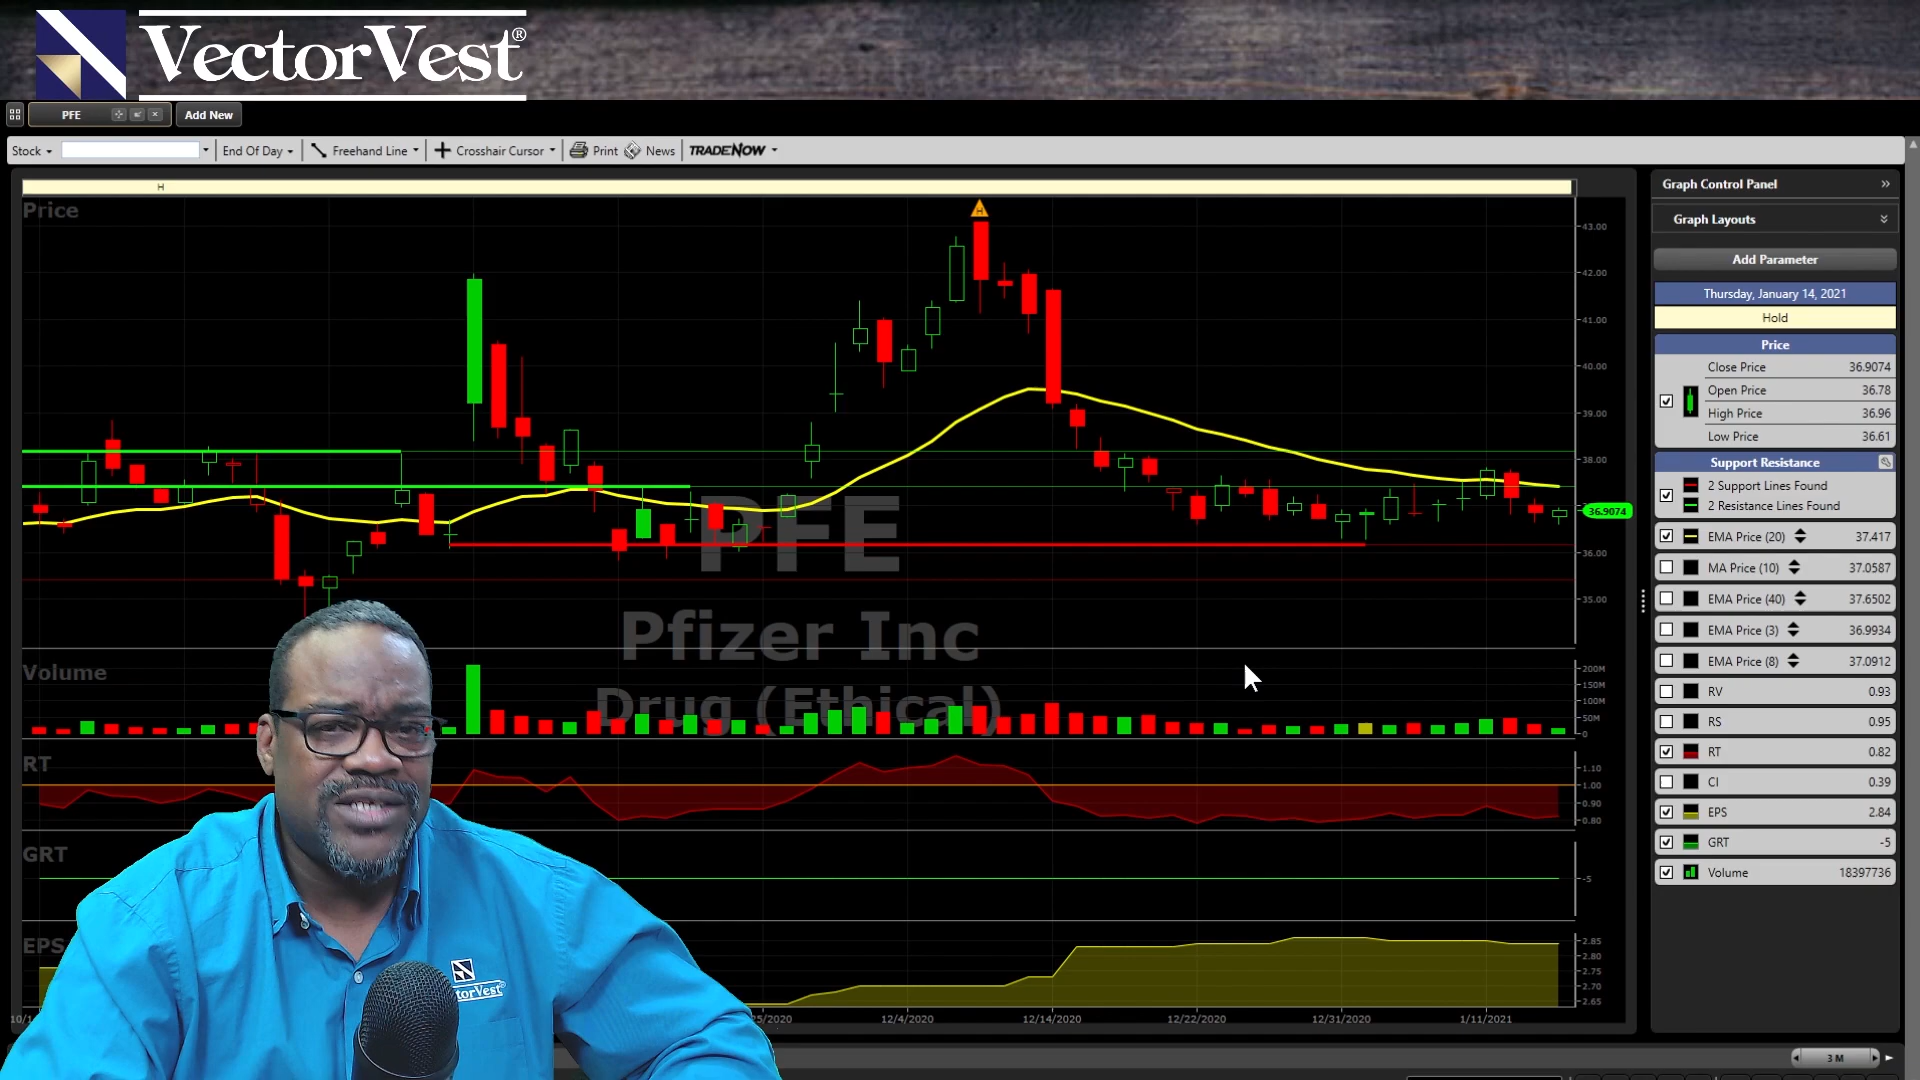 VectorVest®
PFE
Add New
Stock
End Of Day
Freehand Line
Crosshair Cursor
Print
News
TRADENOW
H
Price
H
43.00
42.00
41.00
40.00
39.00
38.00
36.9074
36.00
35.00
PFE
Pfizer Inc
Drug (Ethical)
Volume
200M
150M
100M
50M
0
RT
1.10
1.00
0.90
0.80
GRT
-5
EPS
2.85
2.80
2.75
2.70
2.65
torVest
25/2020
12/4/2020
12/14/2020
12/22/2020
12/31/2020
1/11/2021
Graph Control Panel
Graph Layouts
Add Parameter
Thursday, January 14, 2021
Hold
Price
Close Price 36.9074
Open Price 36.78
High Price 36.96
Low Price 36.61
Support Resistance
2 Support Lines Found
2 Resistance Lines Found
EMA Price (20) 37.417
MA Price (10) 37.0587
EMA Price (40) 37.6502
EMA Price (3) 36.9934
EMA Price (8) 37.0912
RV 0.93
RS 0.95
RT 0.82
CI 0.39
EPS 2.84
GRT -5
Volume 18397736
3 M